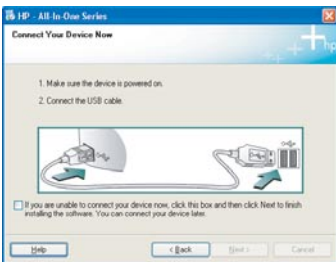 HP - All-In-One Series
Connect Your Device Now
hp
1. Make sure the device is powered on.
2. Connect the USB cable.
If you are unable to connect your device now, click this box and then click Next to finish
installing the software. You can connect your device later.
Help
< Back
Next >
Cancel